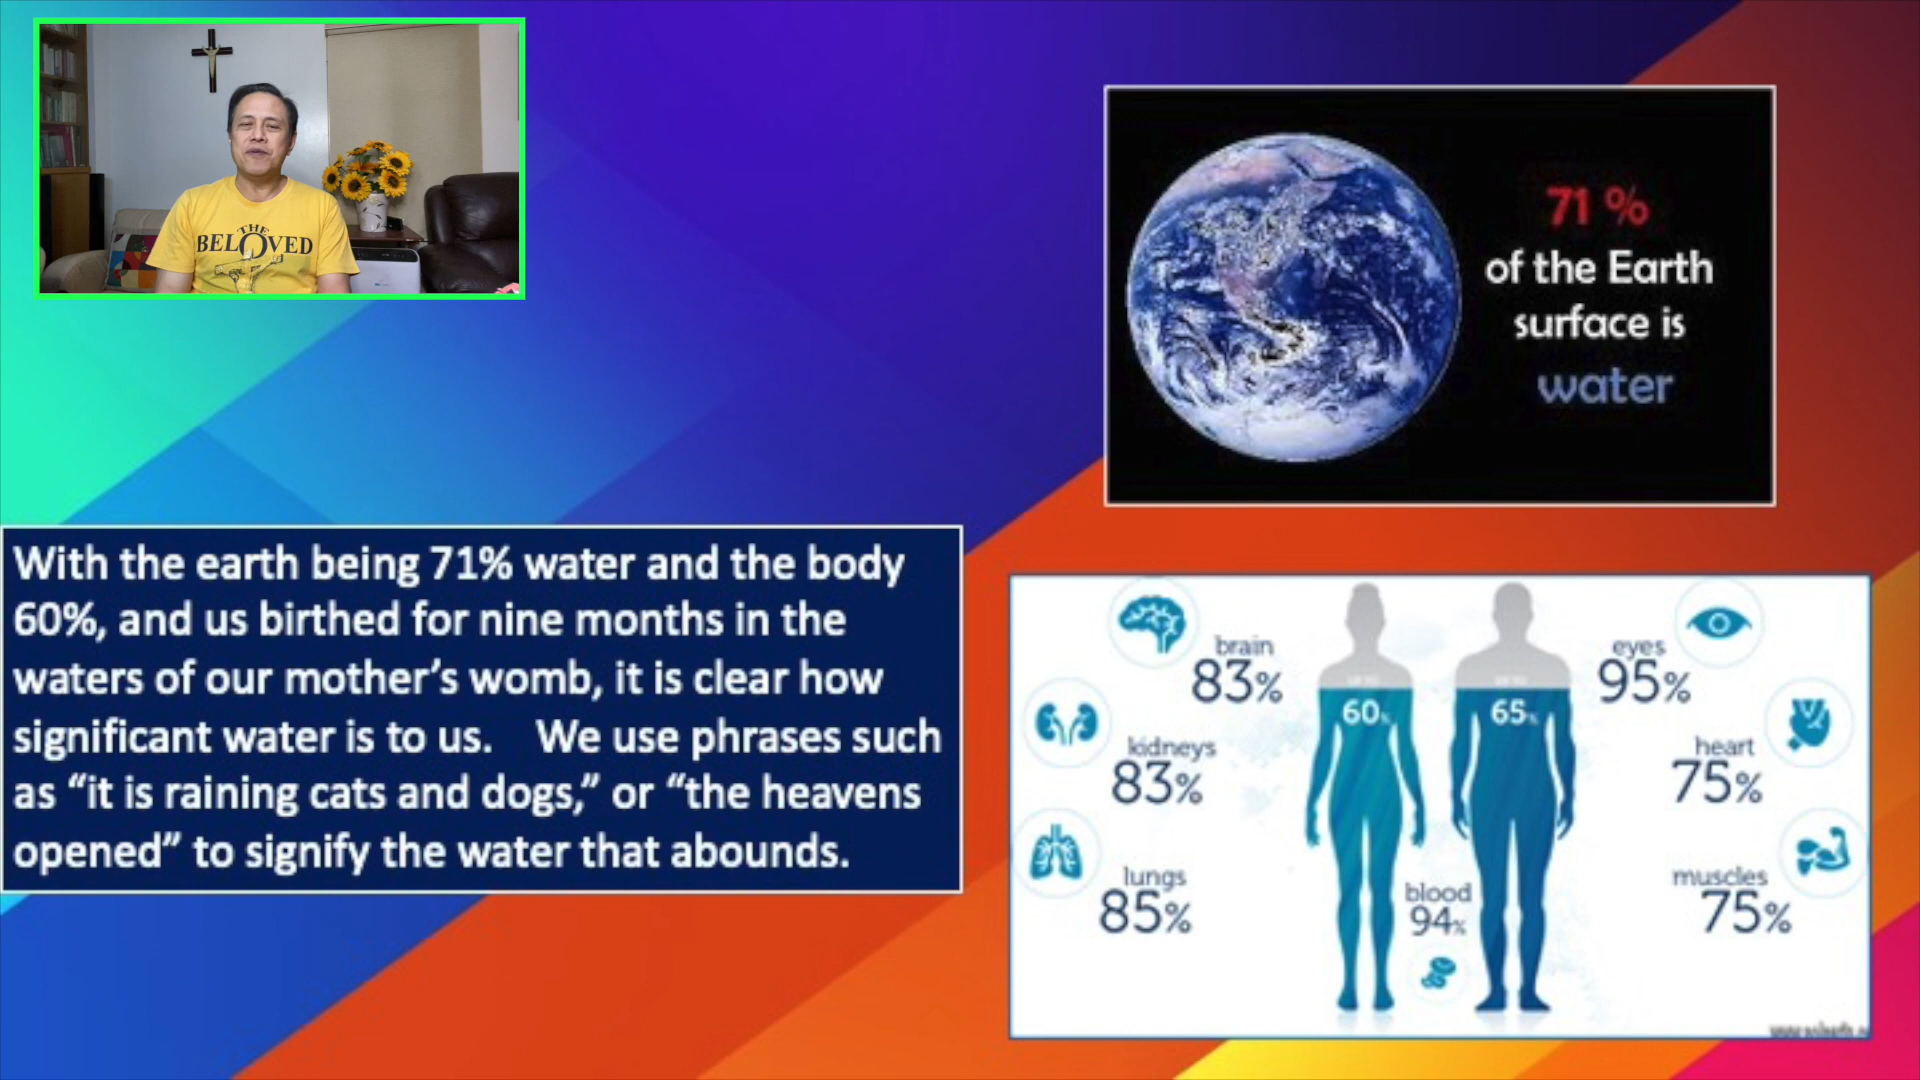 THE
BELOVED
71 %
of the Earth
surface is
water
With the earth being 71% water and the body
60%, and us birthed for nine months in the
waters of our mother’s womb, it is clear how
significant water is to us. We use phrases such
as “it is raining cats and dogs,” or “the heavens
opened” to signify the water that abounds.
brain
83%
kidneys
83%
lungs
85%
60%
65%
blood
94%
eyes
95%
heart
75%
muscles
75%